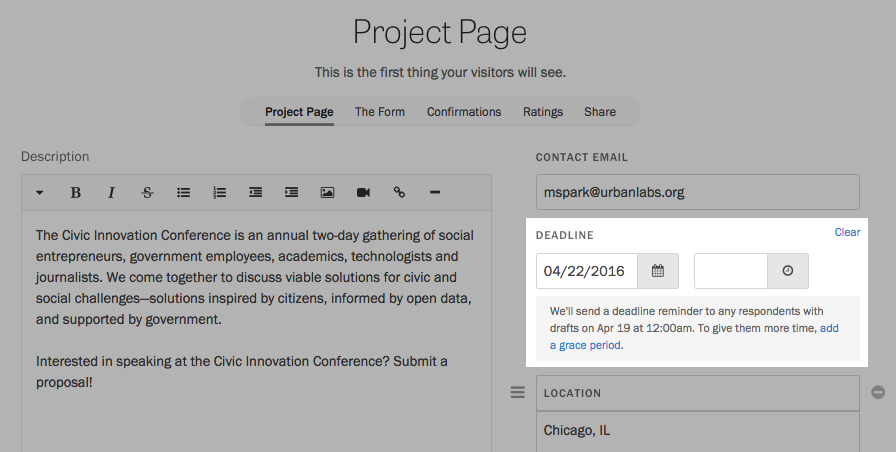 Project Page
This is the first thing your visitors will see.
Project Page The Form Confirmations Ratings Share
Description
B I S
The Civic Innovation Conference is an annual two-day gathering of social
entrepreneurs, government employees, academics, technologists and
journalists. We come together to discuss viable solutions for civic and
social challenges—solutions inspired by citizens, informed by open data,
and supported by government.
Interested in speaking at the Civic Innovation Conference? Submit a
proposal!
CONTACT EMAIL
mspark@urbanlabs.org
DEADLINE
Clear
04/22/2016
We'll send a deadline reminder to any respondents with
drafts on Apr 19 at 12:00am. To give them more time, add
a grace period.
LOCATION
Chicago, IL